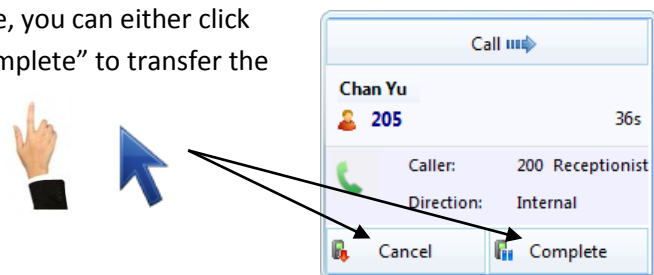 e, you can either click
mplete” to transfer the
Call
Chan Yu
205 36s
Caller: 200 Receptionist
Direction: Internal
Cancel Complete